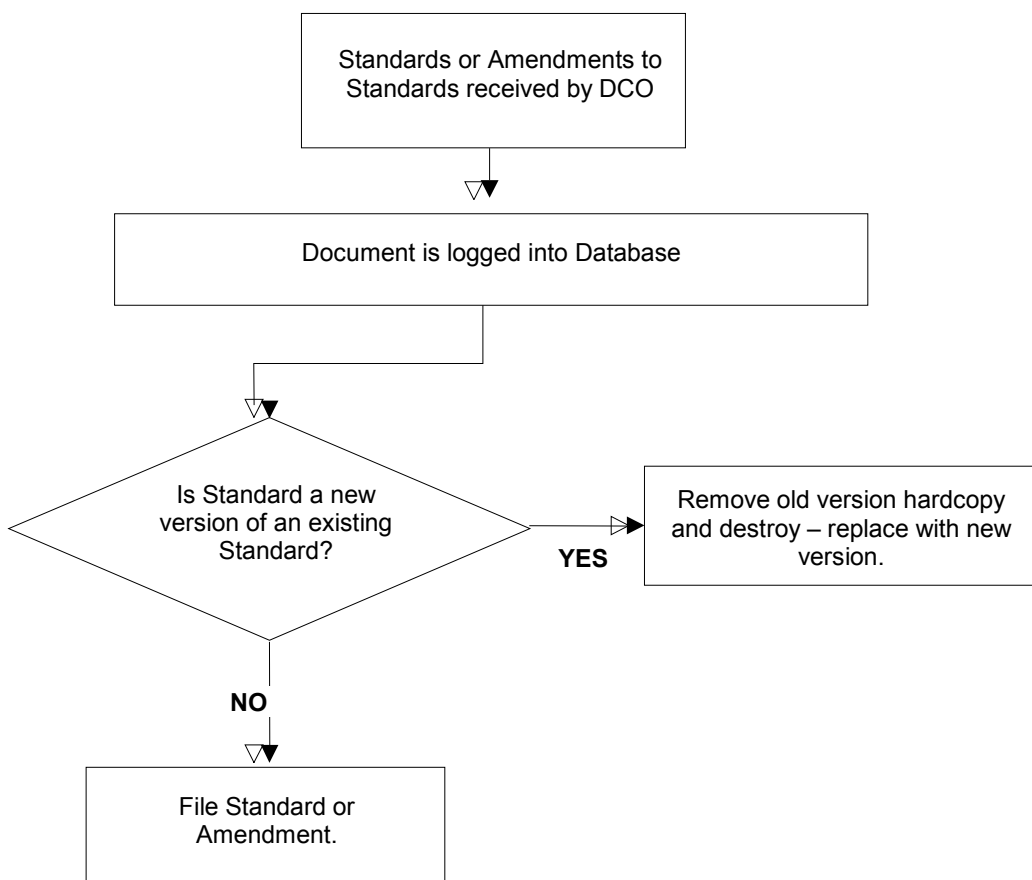 Standards or Amendments to
Standards received by DCO
Document is logged into Database
Is Standard a new
version of an existing
Standard?
YES
Remove old version hardcopy
and destroy – replace with new
version.
NO
File Standard or
Amendment.